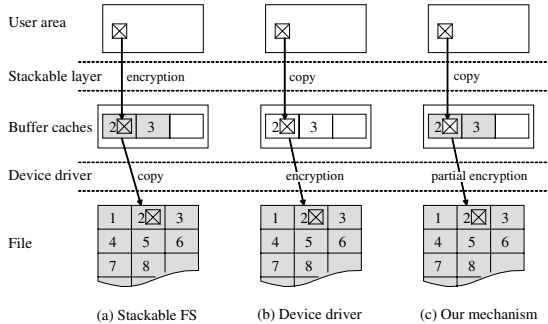 User area
Stackable layer encryption copy copy
Buffer caches 2 3 2 3 2 3
Device driver copy encryption partial encryption
1 2 3 1 2 3 1 2 3
File 4 5 6 4 5 6 4 5 6
7 8 7 8 7 8
(a) Stackable FS (b) Device driver (c) Our mechanism